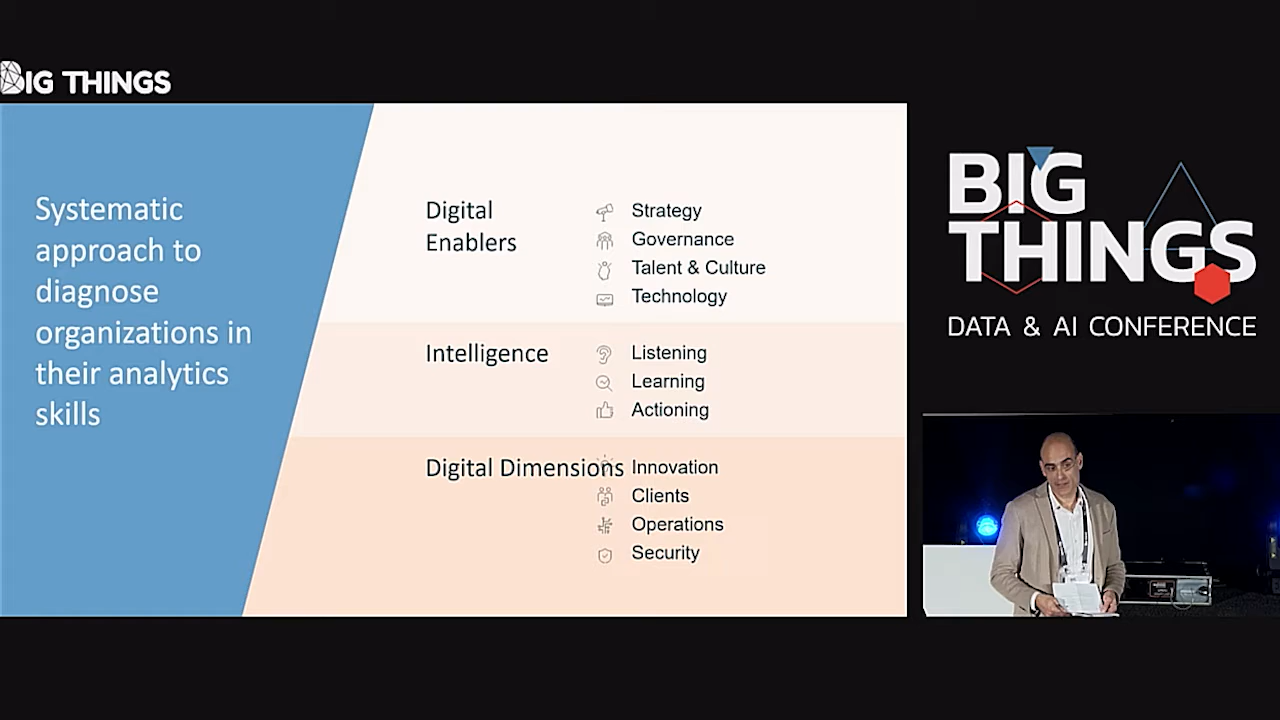 BIG THINGS
Systematic
approach to
diagnose
organizations in
their analytics
skills
Digital
Enablers
Strategy
Governance
Talent & Culture
Technology
Intelligence
Listening
Learning
Actioning
Digital Dimensions
Innovation
Clients
Operations
Security
BIG
THINGS
DATA & AI CONFERENCE